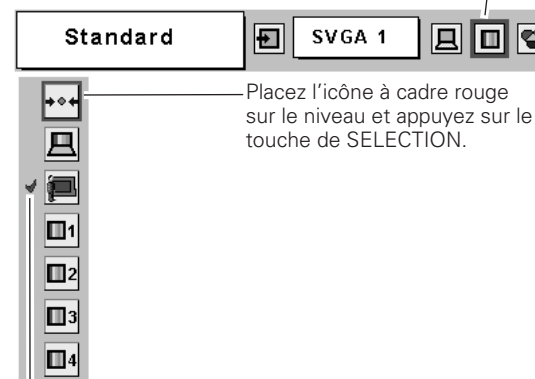 Standard
SVGA 1
Placez l'icône à cadre rouge
sur le niveau et appuyez sur le
touche de SELECTION.
1
2
3
4